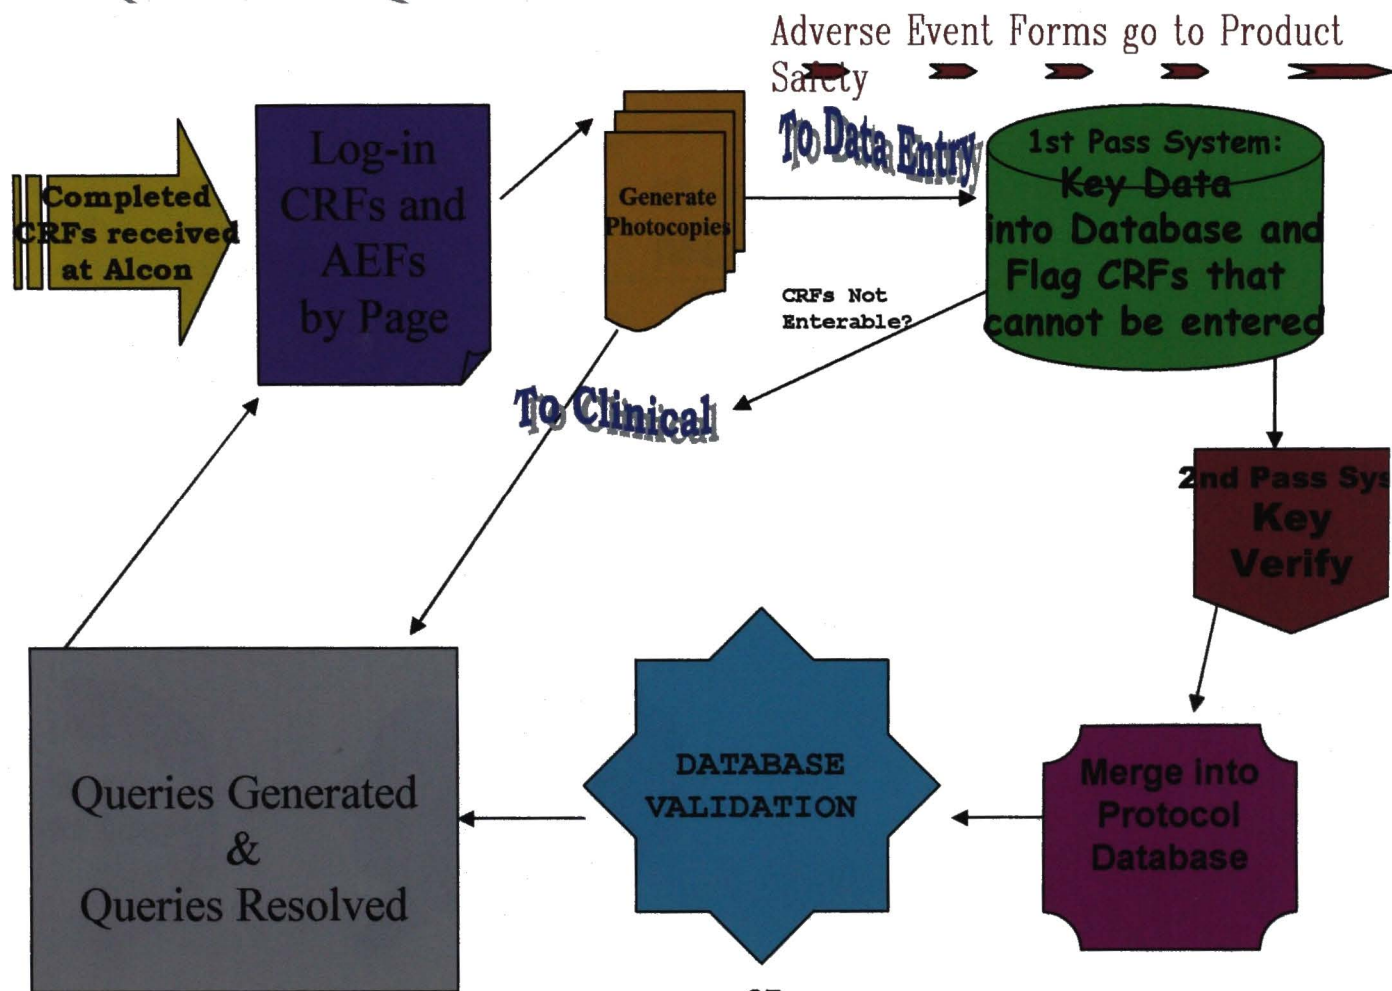 Adverse Event Forms go to Product
Safety
Completed
CRFs received
at Alcon
Log-in
CRFs and
AEFs
by Page
Generate
Photocopies
To Data Entry
1st Pass System:
Key Data
into Database and
Flag CRFs that
cannot be entered
CRFs Not
Enterable?
To Clinical
2nd Pass Sys
Key
Verify
Merge into
Protocol
Database
DATABASE
VALIDATION
Queries Generated
&
Queries Resolved